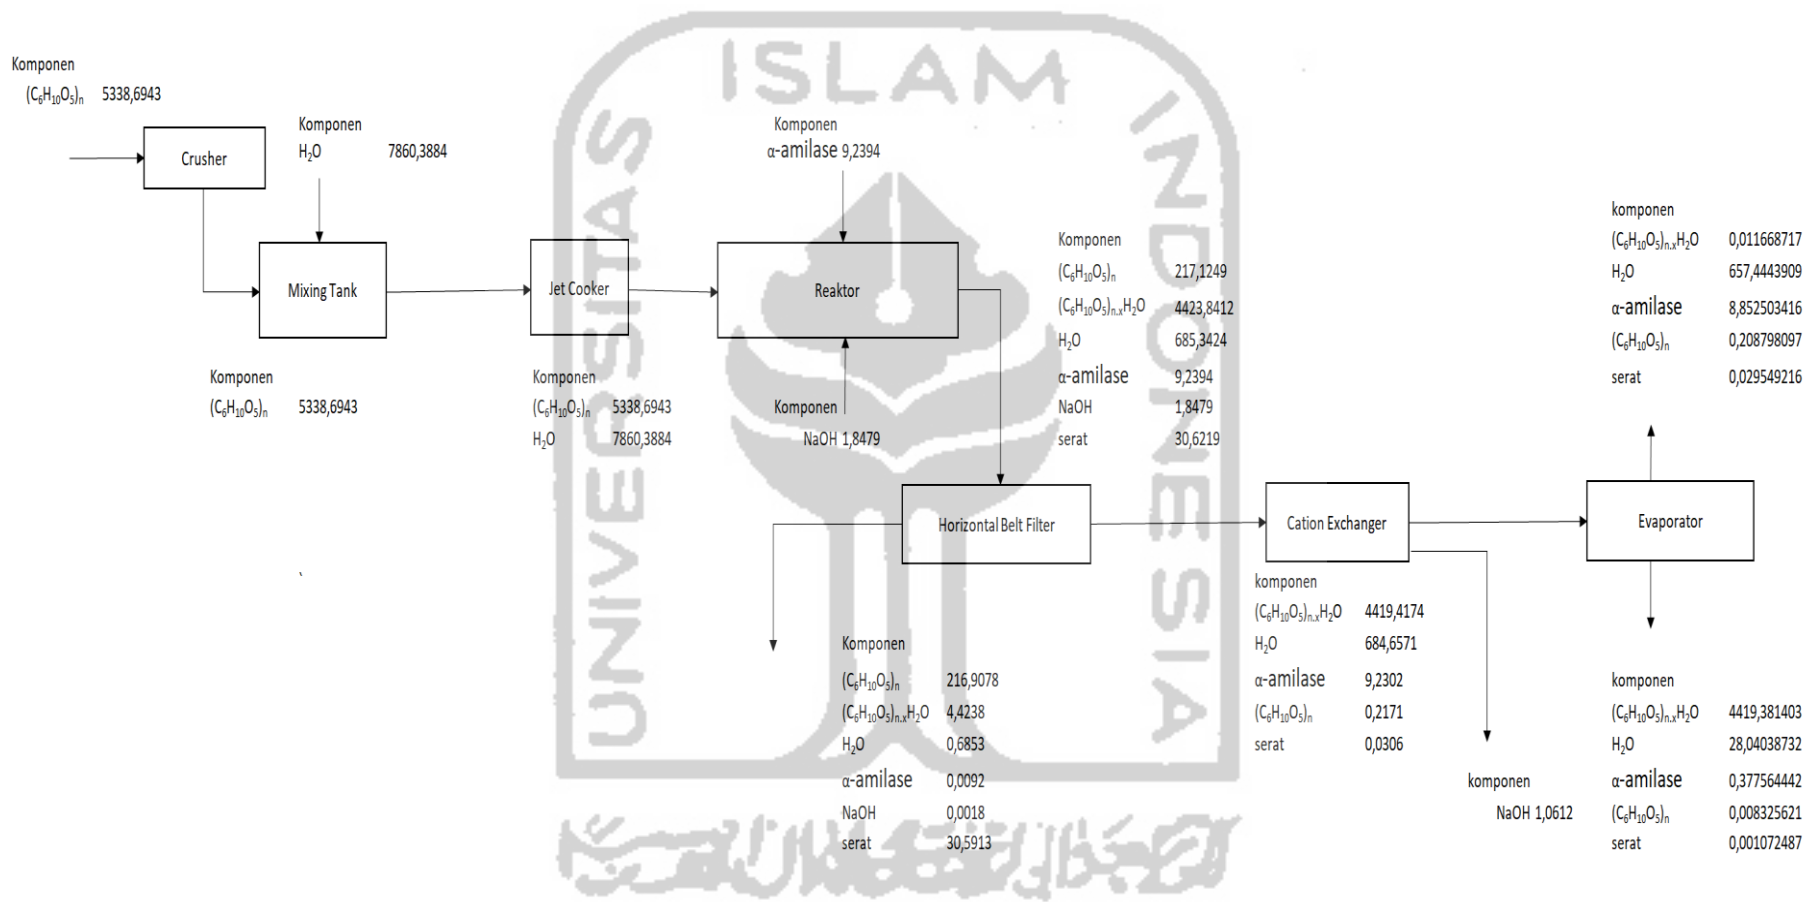 UNIVERSITAS ISLAM INDONESIA
Komponen
(C₆H₁₀O₅)ₙ 5338,6943
Crusher
Komponen
H₂O 7860,3884
Mixing Tank
Komponen
(C₆H₁₀O₅)ₙ 5338,6943
Jet Cooker
Komponen
(C₆H₁₀O₅)ₙ 5338,6943
H₂O 7860,3884
Komponen
α-amilase 9,2394
Reaktor
Komponen
NaOH 1,8479
Komponen
(C₆H₁₀O₅)ₙ 217,1249
(C₆H₁₀O₅)ₙ.ₓH₂O 4423,8412
H₂O 685,3424
α-amilase 9,2394
NaOH 1,8479
serat 30,6219
Horizontal Belt Filter
Komponen
(C₆H₁₀O₅)ₙ 216,9078
(C₆H₁₀O₅)ₙ.ₓH₂O 4,4238
H₂O 0,6853
α-amilase 0,0092
NaOH 0,0018
serat 30,5913
Cation Exchanger
komponen
(C₆H₁₀O₅)ₙ.ₓH₂O 4419,4174
H₂O 684,6571
α-amilase 9,2302
(C₆H₁₀O₅)ₙ 0,2171
serat 0,0306
komponen
NaOH 1,0612
Evaporator
komponen
(C₆H₁₀O₅)ₙ.ₓH₂O 0,011668717
H₂O 657,4443909
α-amilase 8,852503416
(C₆H₁₀O₅)ₙ 0,208798097
serat 0,029549216
komponen
(C₆H₁₀O₅)ₙ.ₓH₂O 4419,381403
H₂O 28,04038732
α-amilase 0,377564442
(C₆H₁₀O₅)ₙ 0,008325621
serat 0,001072487